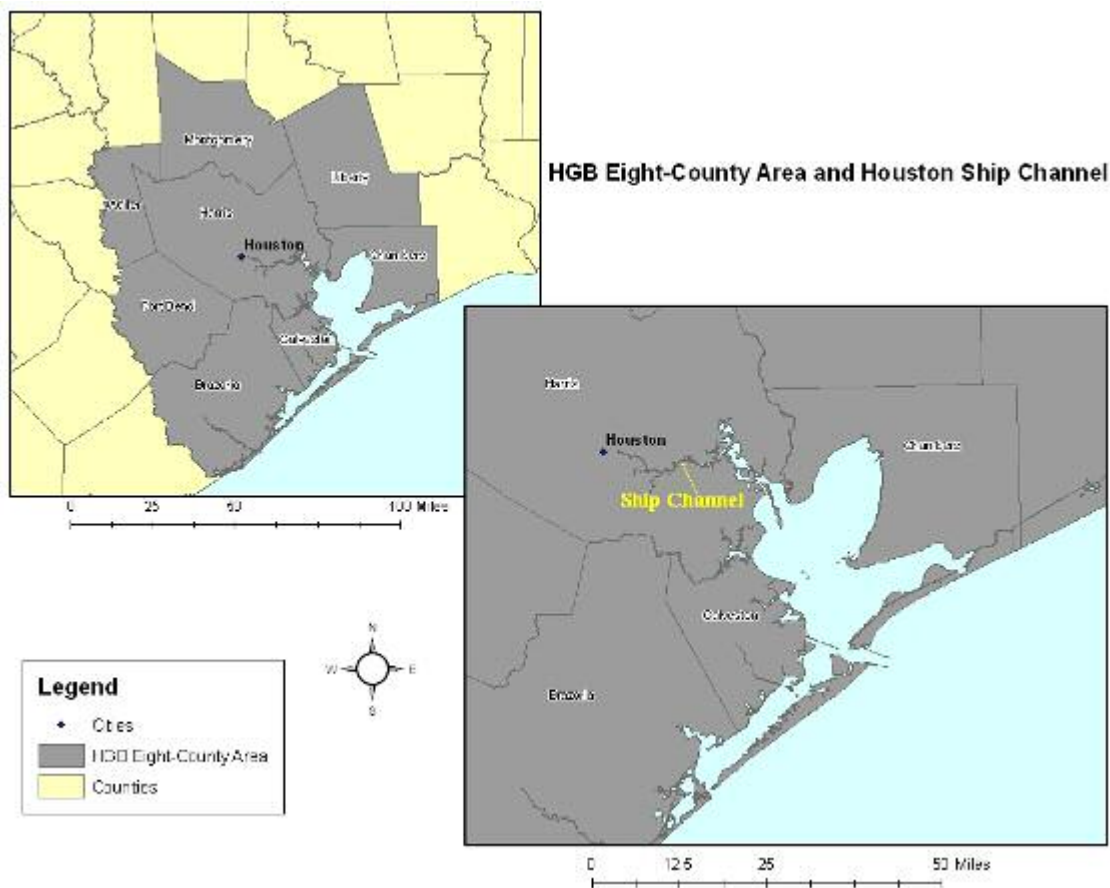 Montgomery
Liberty
Waller
Harris
Houston
Chambers
Fort Bend
Galveston
Brazoria
0 25 50 100 Miles
HGB Eight-County Area and Houston Ship Channel
Harris
Houston
Chambers
Ship Channel
Galveston
Brazoria
0 12.5 25 50 Miles
N
W E
S
Legend
Cities
HGB Eight-County Area
Counties